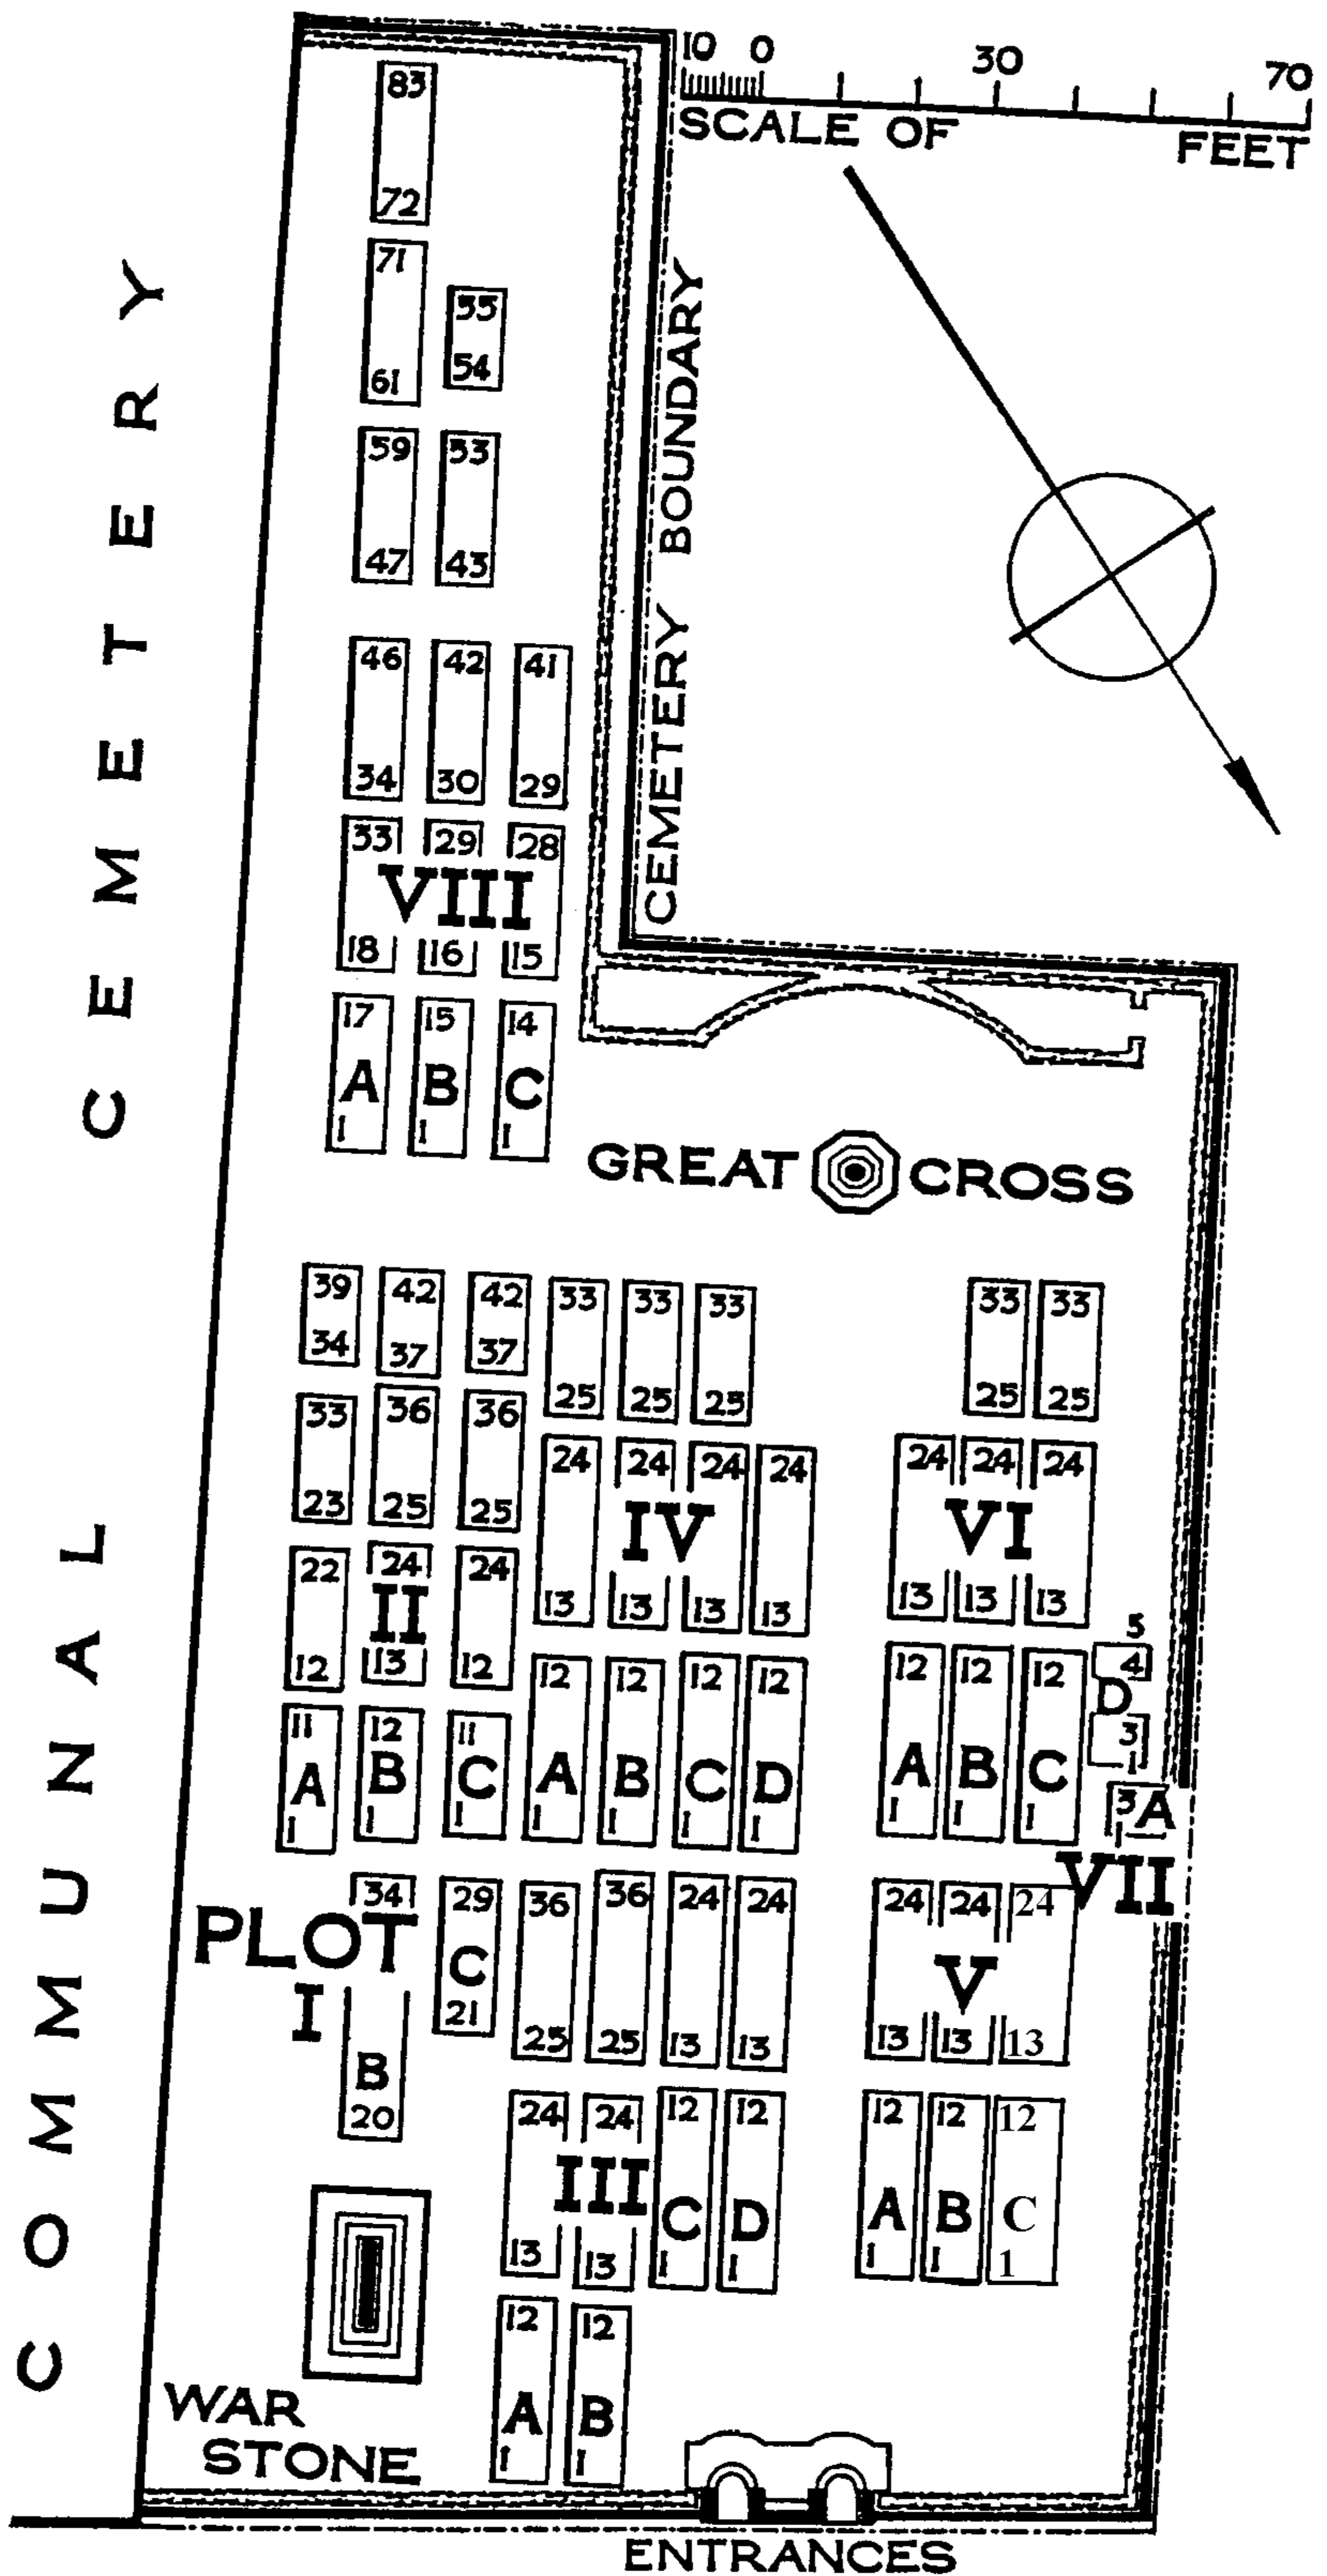 10 0 30 70
SCALE OF FEET
COMMUNAL CEMETERY
CEMETERY BOUNDARY
83
72
71
61
55
54
59 53
47 43
46 42 41
34 30 29
33 29 28
VIII
18 16 15
17 15 14
A B C
1 1 1
GREAT CROSS
39 42 42 33 33 33 33 33
34 37 37 25 25 25 25 25
33 36 36
23 25 25
24 24 24 24 24 24 24
IV VI
13 13 13 13 13 13 13
22 24 24
II
12 13 12
11 12 11
A B C
1 1 1
12 12 12 12 12 12 12
A B C D A B C
1 1 1 1 1 1 1
5
4
D
3
1
3 A
1
VII
34 29 36 36 24 24 24 24 24
PLOT C V
I 21 25 25 13 13 13 13 13
B
20
24 24 12 12 12 12 12
III C D A B C
13 13 1 1 1 1 1
12 12
A B
1 1
WAR
STONE
ENTRANCES